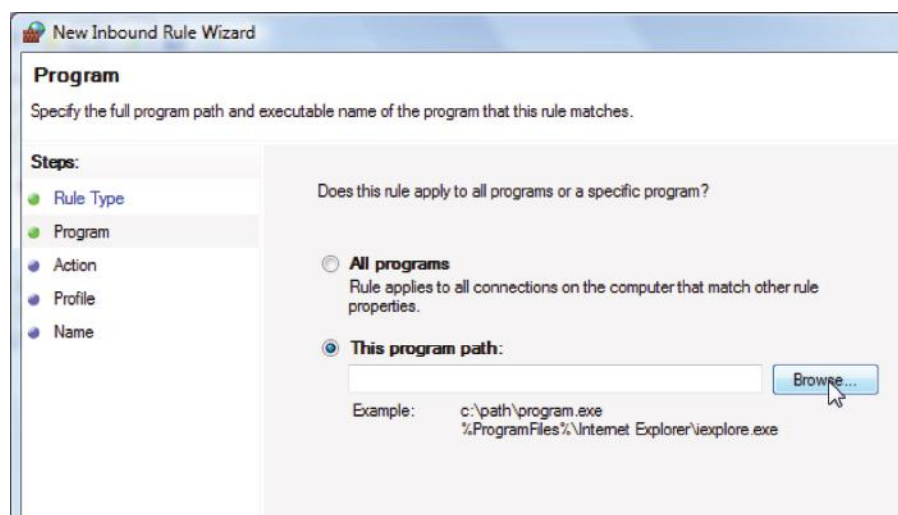 New Inbound Rule Wizard
Program
Specify the full program path and executable name of the program that this rule matches.
Steps:
Rule Type
Program
Action
Profile
Name
Does this rule apply to all programs or a specific program?
All programs
Rule applies to all connections on the computer that match other rule
properties.
This program path:
Browse...
Example:
c:\path\program.exe
%ProgramFiles%\Internet Explorer\iexplore.exe